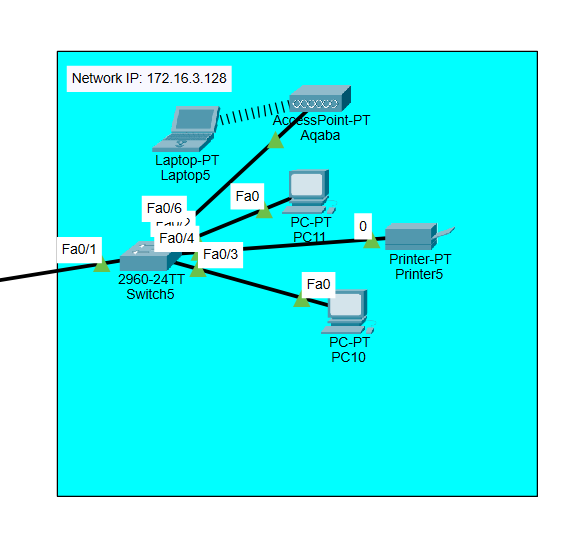 Network IP: 172.16.3.128
AccessPoint-PT
Aqaba
Laptop-PT
Laptop5
Fa0/6
Fa0
PC-PT
PC11
Fa0/4
0
Fa0/1
Fa0/3
Printer-PT
Printer5
2960-24TT
Switch5
Fa0
PC-PT
PC10